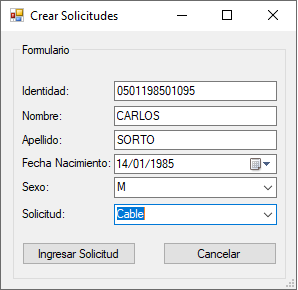 Crear Solicitudes
Formulario
Identidad: 0501198501095
Nombre: CARLOS
Apellido: SORTO
Fecha Nacimiento: 14/01/1985
Sexo: M
Solicitud: Cable
Ingresar Solicitud Cancelar